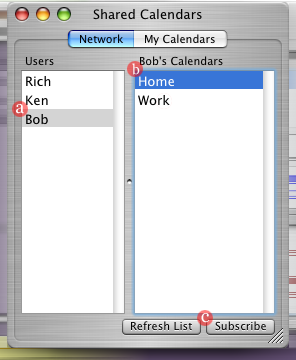 Shared Calendars
Network My Calendars
Users Bob's Calendars
Rich
Ken
Bob
Home
Work
a
b
c
Refresh List Subscribe